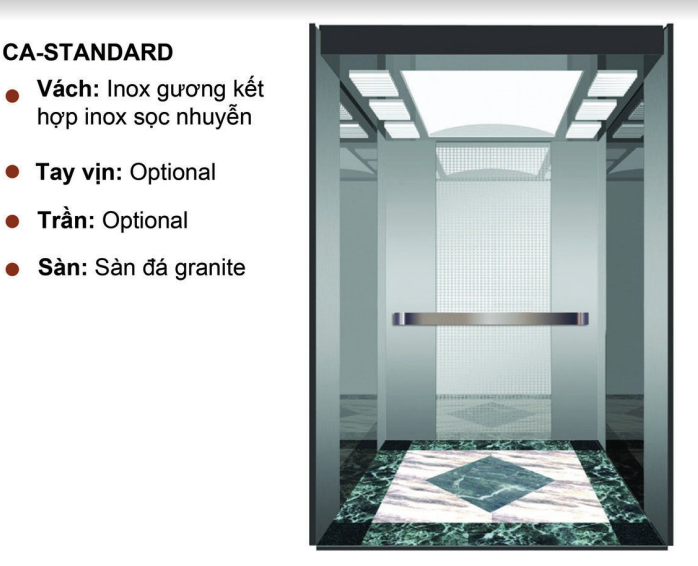 CA-STANDARD
Vách: Inox gương kết
hợp inox sọc nhuyễn
Tay vịn: Optional
Trần: Optional
Sàn: Sàn đá granite